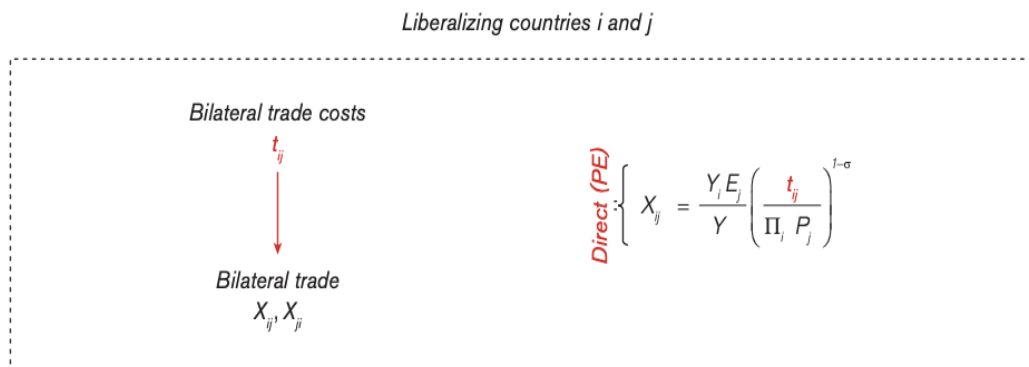 Liberalizing countries i and j
Bilateral trade costs
t_ij
Bilateral trade
X_ij, X_ji
Direct (PE)
X_ij = Y_i E_j / Y ( t_ij / Π_i P_j )^1−σ